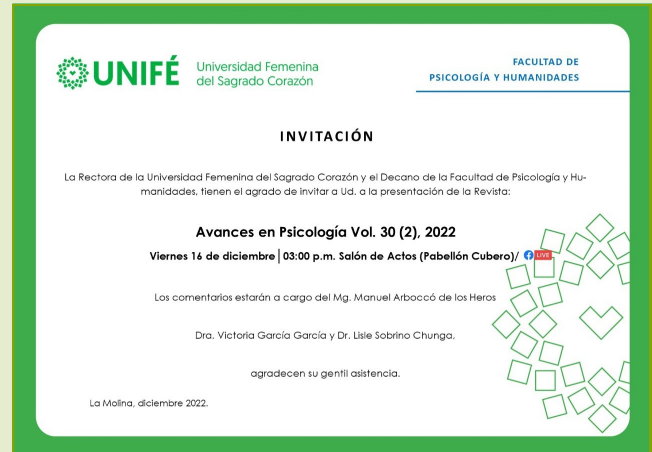 UNIFÉ
Universidad Femenina
del Sagrado Corazón
FACULTAD DE
PSICOLOGÍA Y HUMANIDADES
INVITACIÓN
La Rectora de la Universidad Femenina del Sagrado Corazón y el Decano de la Facultad de Psicología y Hu-
manidades, tienen el agrado de invitar a Ud. a la presentación de la Revista:
Avances en Psicología Vol. 30 (2), 2022
Viernes 16 de diciembre | 03:00 p.m. Salón de Actos (Pabellón Cubero)/ LIVE
Los comentarios estarán a cargo del Mg. Manuel Arboccó de los Heros
Dra. Victoria García García y Dr. Lisle Sobrino Chunga,
agradecen su gentil asistencia.
La Molina, diciembre 2022.